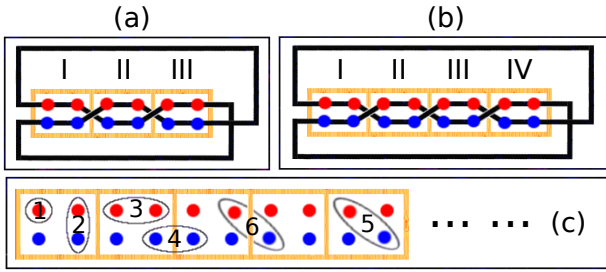 (a) (b)
I II III I II III IV
1 2 3 4 6 5 ... ... (c)